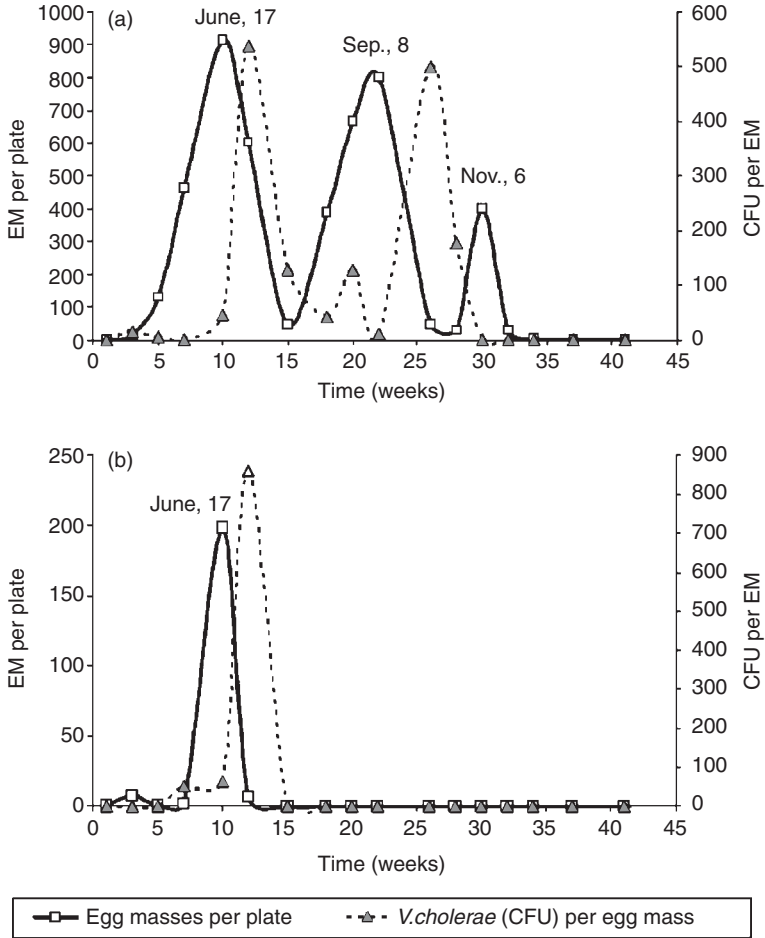 (a)
June, 17
Sep., 8
Nov., 6
EM per plate
1000
900
800
700
600
500
400
300
200
100
0
CFU per EM
600
500
400
300
200
100
0
0 5 10 15 20 25 30 35 40 45
Time (weeks)
(b)
June, 17
EM per plate
250
200
150
100
50
0
CFU per EM
900
800
700
600
500
400
300
200
100
0
0 5 10 15 20 25 30 35 40 45
Time (weeks)
Egg masses per plate V.cholerae (CFU) per egg mass